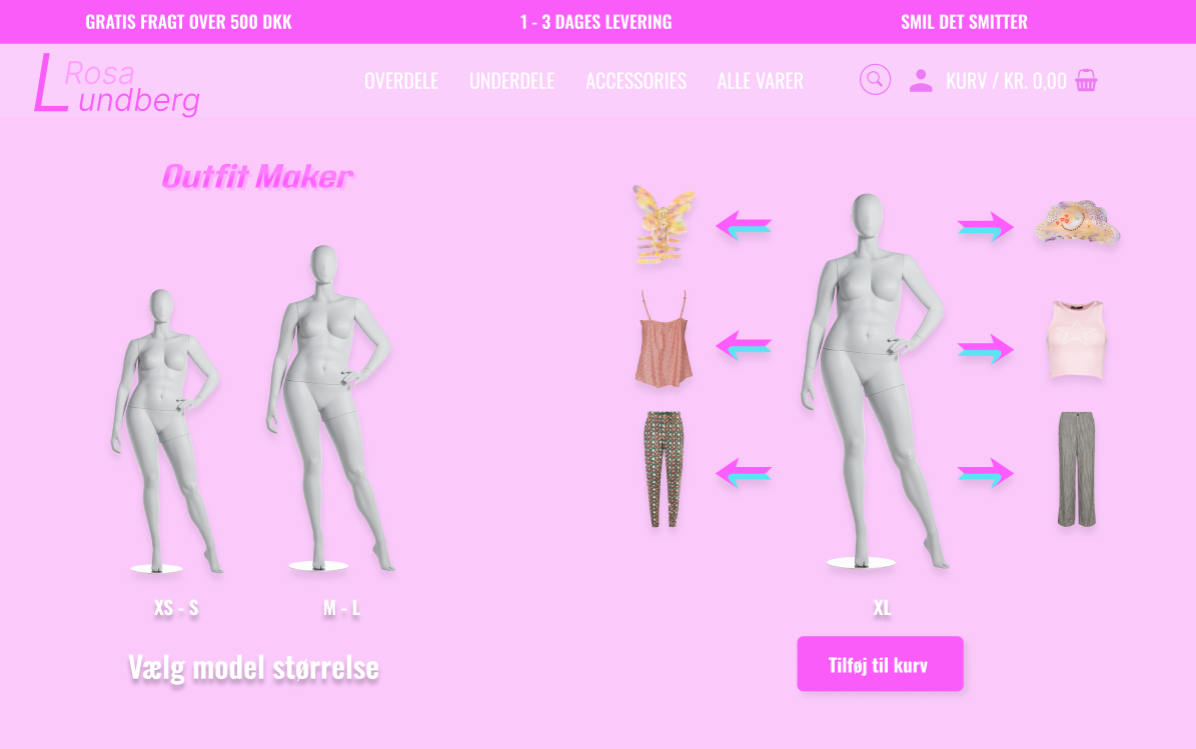 GRATIS FRAGT OVER 500 DKK
1 - 3 DAGES LEVERING
SMIL DET SMITTER
Rosa
Lundberg
OVERDELE
UNDERDELE
ACCESSORIES
ALLE VARER
KURV / KR. 0,00
Outfit Maker
XS - S
M - L
XL
Vælg model størrelse
Tilføj til kurv